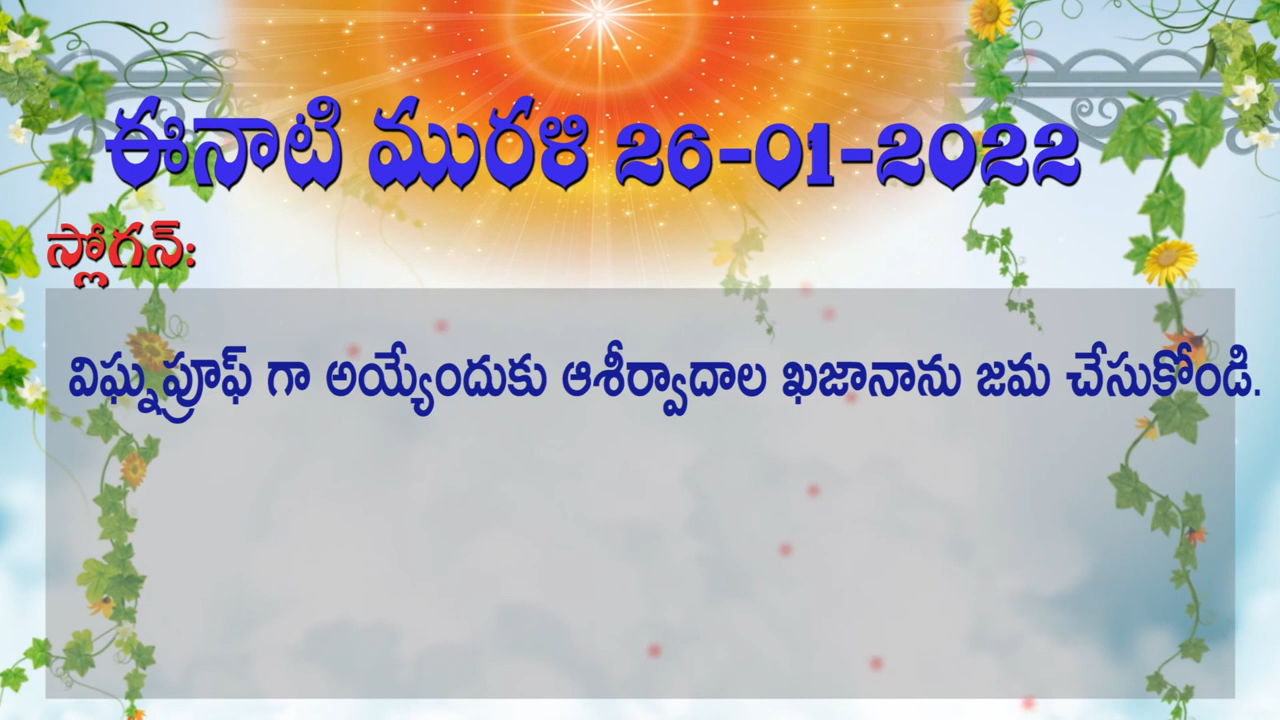 ఈనాటి మురళి 26-01-2022
స్లోగన్:
విఘ్నప్రూఫ్ గా అయ్యేందుకు ఆశీర్వాదాల ఖజానాను జమ చేసుకోండి.